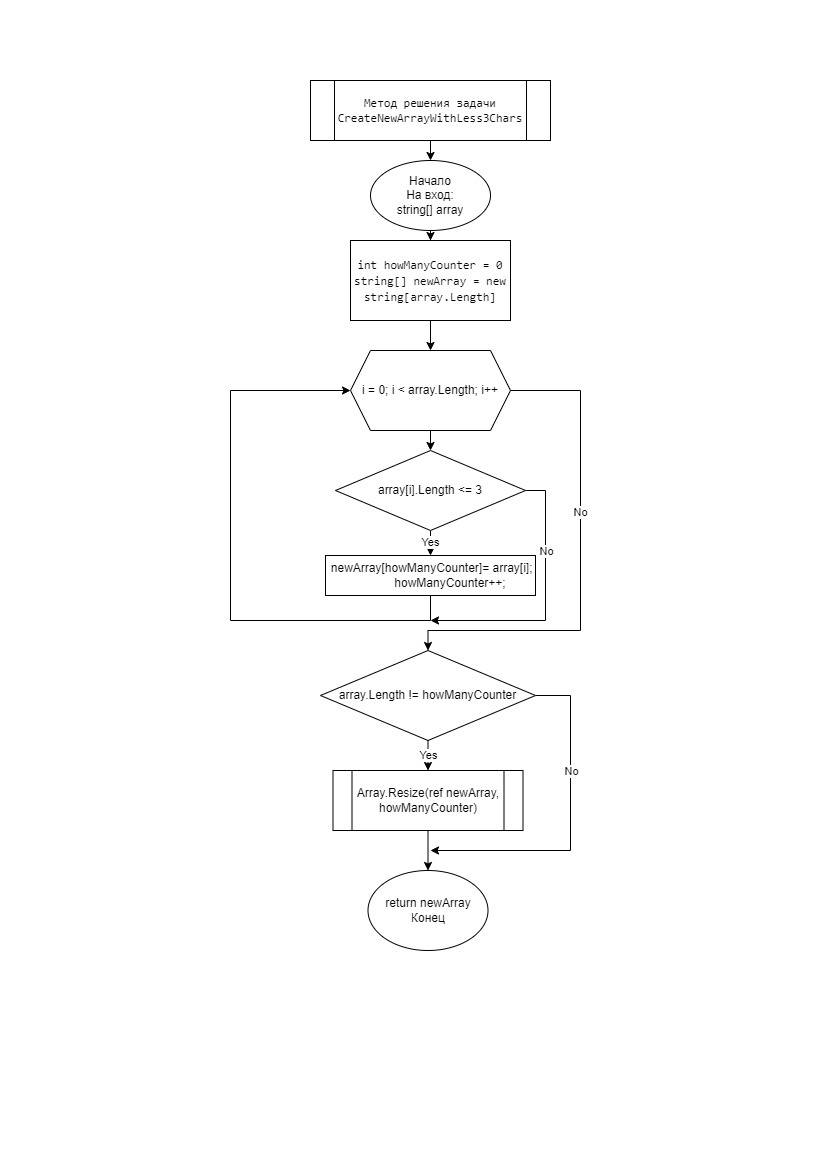 Метод решения задачи
CreateNewArrayWithLess3Chars
Начало
На вход:
string[] array
int howManyCounter = 0
string[] newArray = new
string[array.Length]
i = 0; i < array.Length; i++
array[i].Length <= 3
No
Yes
No
newArray[howManyCounter]= array[i];
howManyCounter++;
array.Length != howManyCounter
Yes
No
Array.Resize(ref newArray,
howManyCounter)
return newArray
Конец